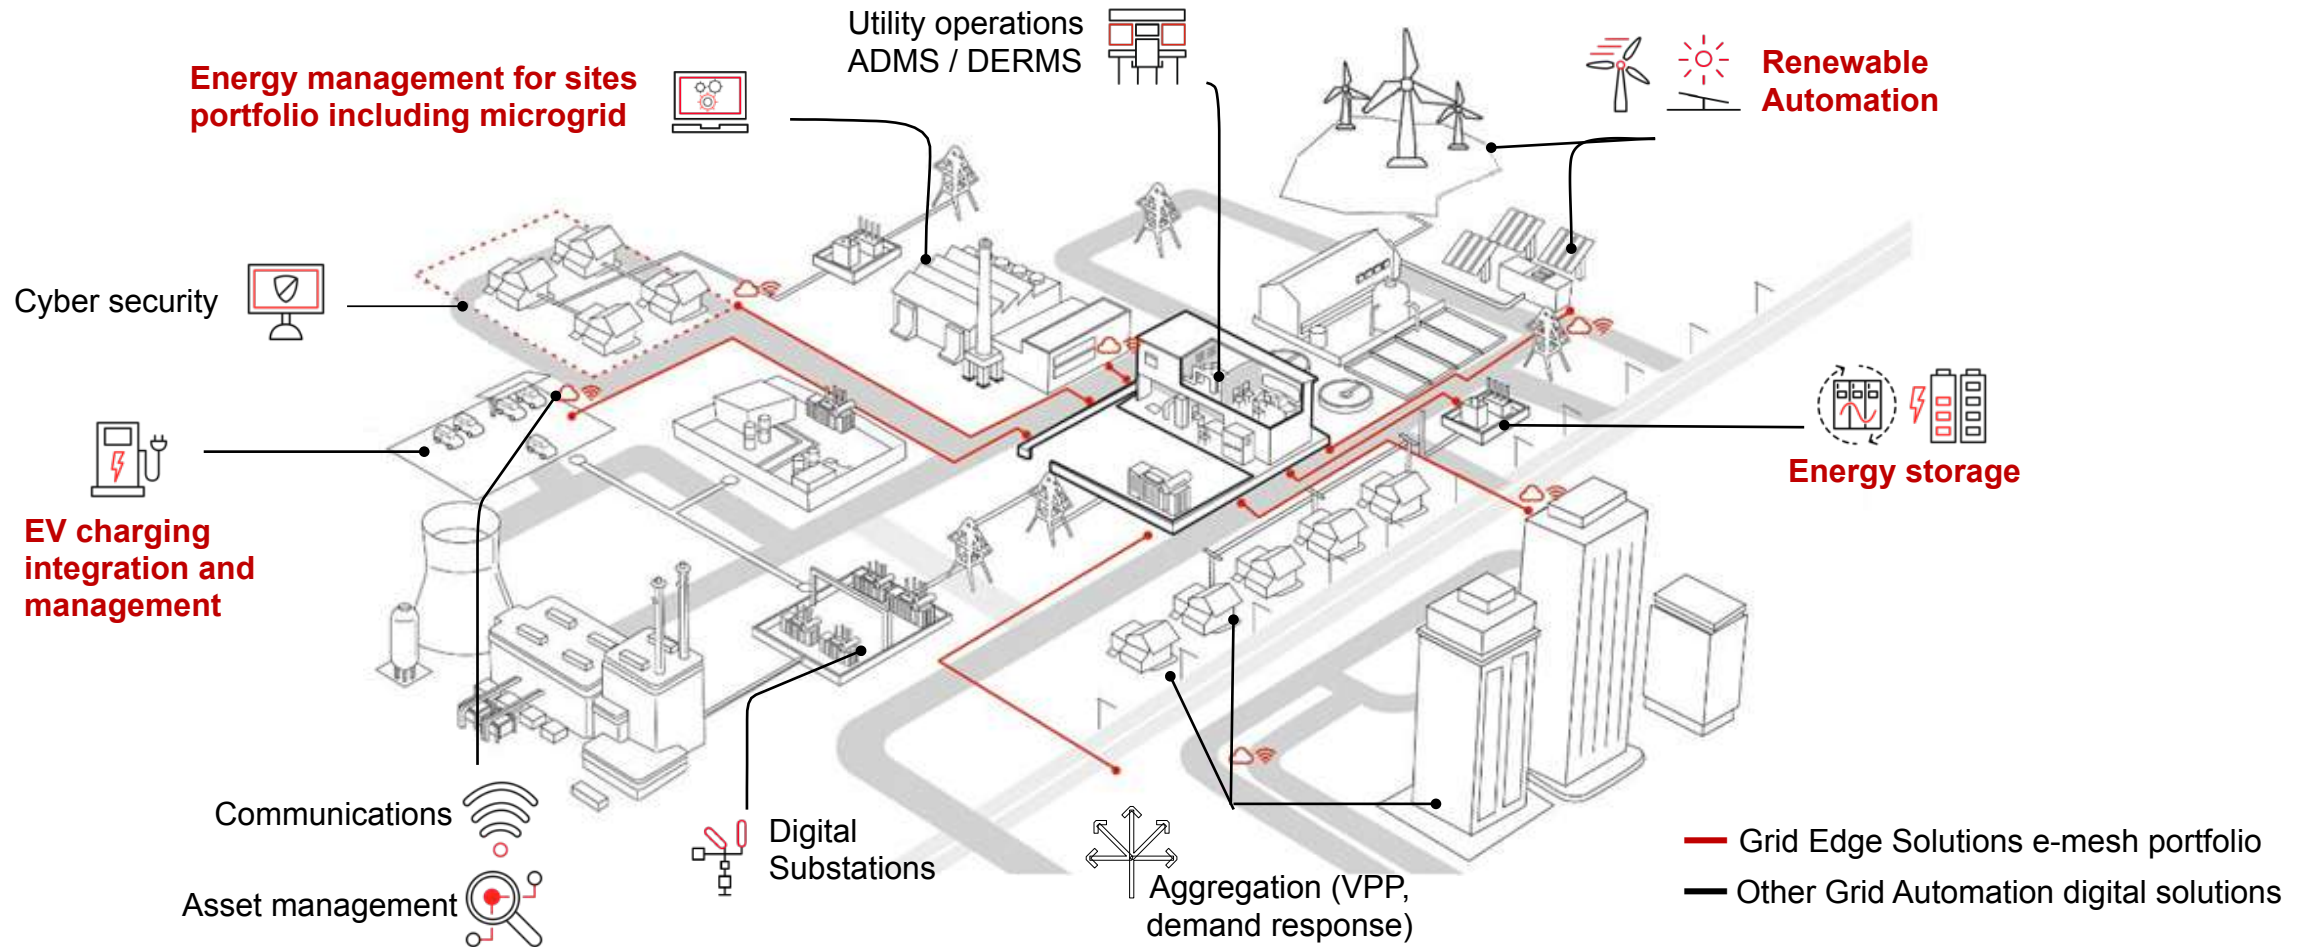 Utility operations
ADMS / DERMS
Energy management for sites
portfolio including microgrid
Renewable
Automation
Cyber security
Energy storage
EV charging
integration and
management
Communications
Digital
Substations
Asset management
Aggregation (VPP,
demand response)
Grid Edge Solutions e-mesh portfolio
Other Grid Automation digital solutions